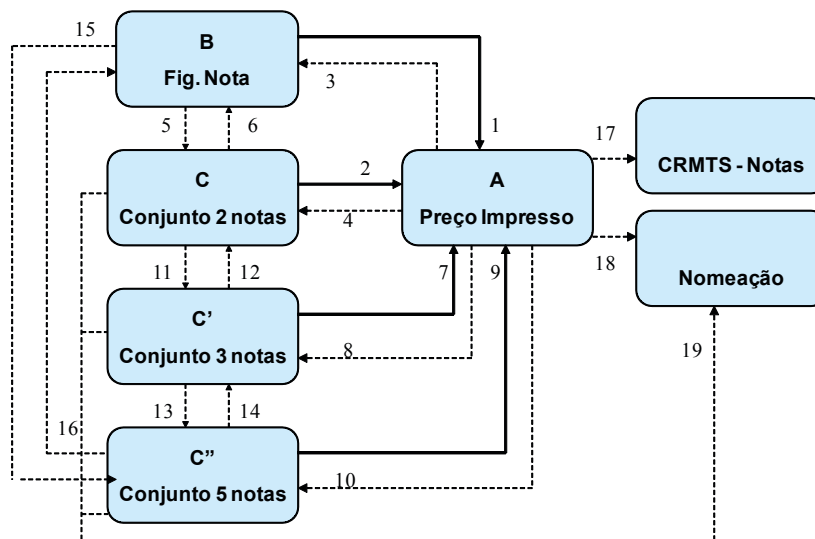 15
B
Fig. Nota
3
1
5
6
17
CRMTS - Notas
C
Conjunto 2 notas
2
4
A
Preço Impresso
18
Nomeação
11
12
7
9
C'
Conjunto 3 notas
8
19
13
14
16
C"
Conjunto 5 notas
10